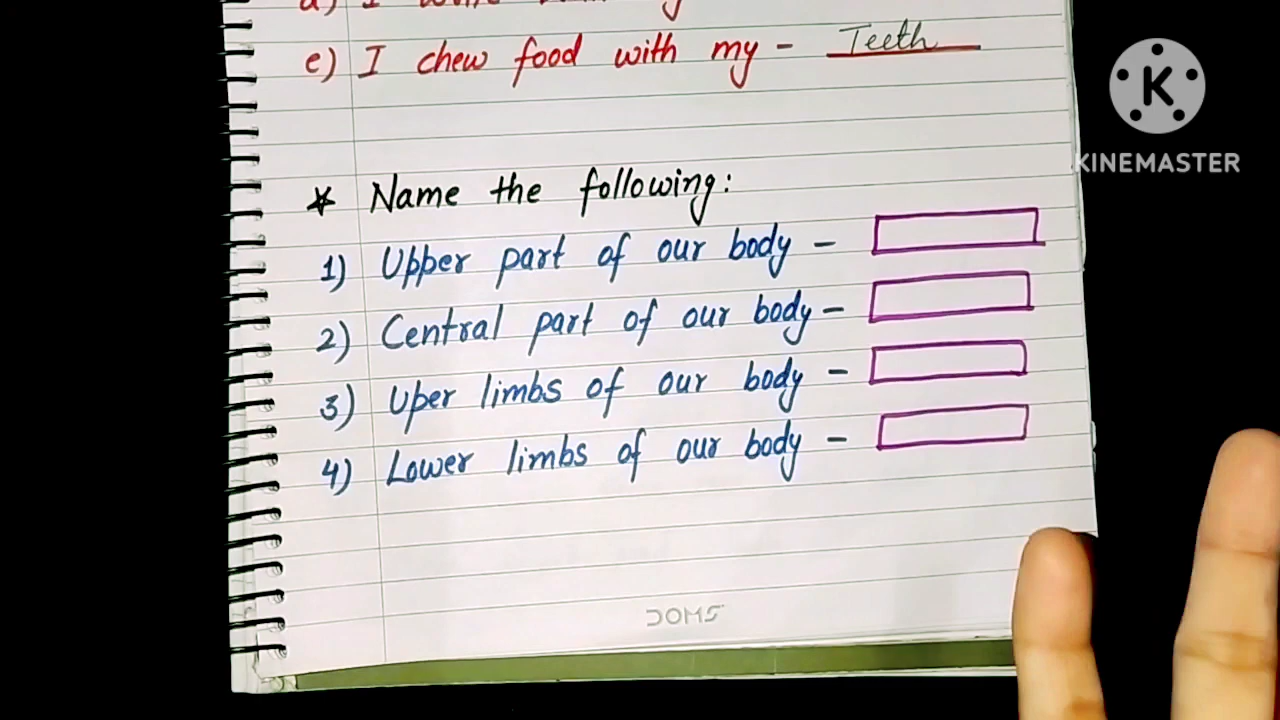 e) I chew food with my - Teeth
KINEMASTER
* Name the following:
1) Upper part of our body -
2) Central part of our body -
3) Uper limbs of our body -
4) Lower limbs of our body -
DOMS